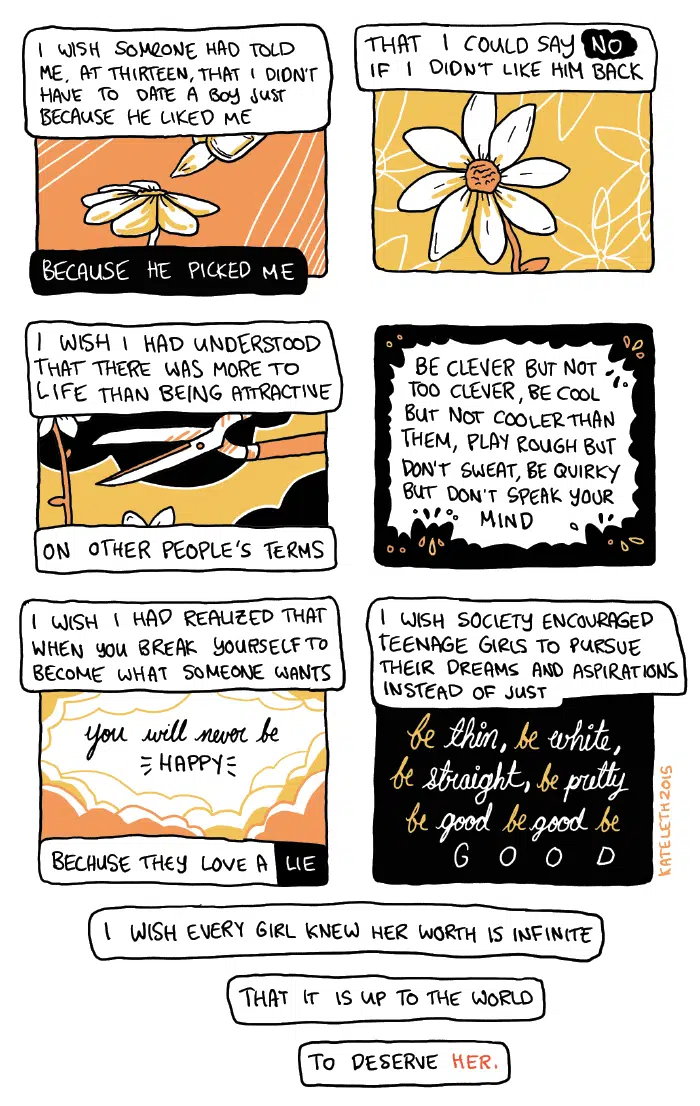 I WISH SOMEONE HAD TOLD
ME, AT THIRTEEN, THAT I DIDN'T
HAVE TO DATE A BOY JUST
BECAUSE HE LIKED ME
BECAUSE HE PICKED ME
THAT I COULD SAY NO
IF I DIDN'T LIKE HIM BACK
I WISH I HAD UNDERSTOOD
THAT THERE WAS MORE TO
LIFE THAN BEING ATTRACTIVE
ON OTHER PEOPLE'S TERMS
BE CLEVER BUT NOT
TOO CLEVER, BE COOL
BUT NOT COOLER THAN
THEM, PLAY ROUGH BUT
DON'T SWEAT, BE QUIRKY
BUT DON'T SPEAK YOUR
MIND
I WISH I HAD REALIZED THAT
WHEN YOU BREAK YOURSELF TO
BECOME WHAT SOMEONE WANTS
you will never be
HAPPY
BECAUSE THEY LOVE A LIE
I WISH SOCIETY ENCOURAGED
TEENAGE GIRLS TO PURSUE
THEIR DREAMS AND ASPIRATIONS
INSTEAD OF JUST
be thin, be white,
be straight, be pretty
be good be good be
GOOD
KATE LETH 2015
I WISH EVERY GIRL KNEW HER WORTH IS INFINITE
THAT IT IS UP TO THE WORLD
TO DESERVE HER.